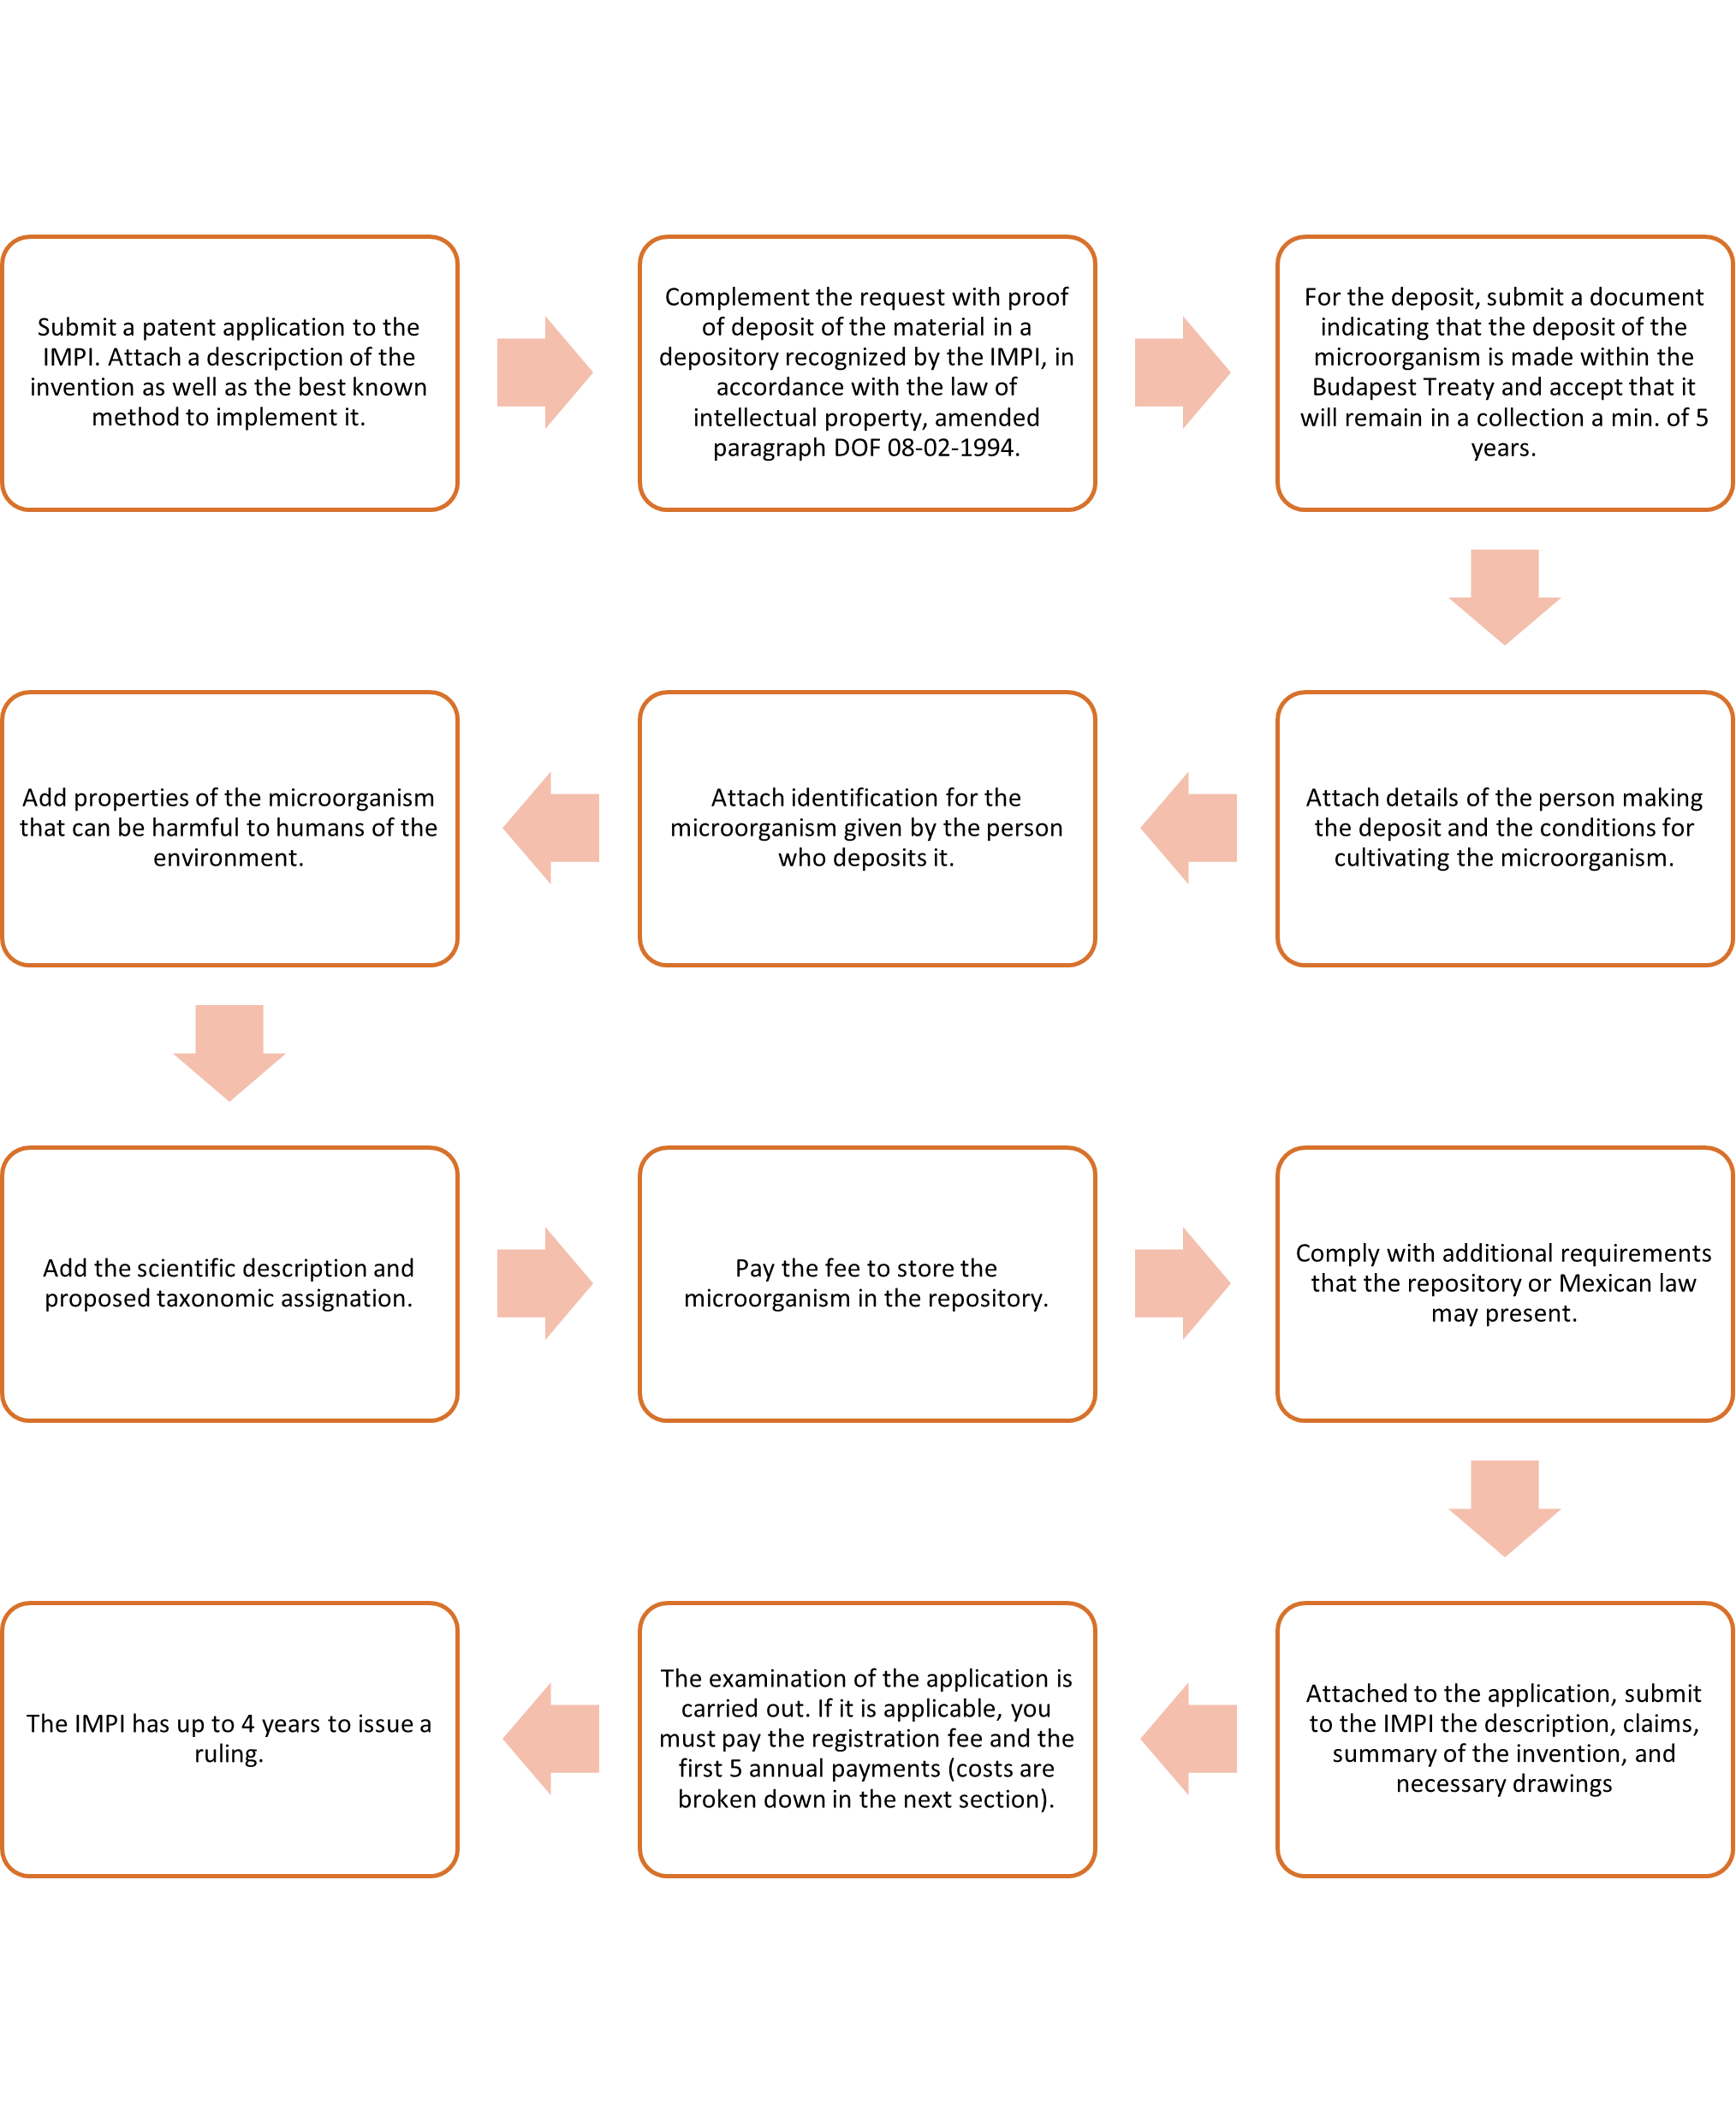 Submit a patent application to the
IMPI. Attach a descripction of the
invention as well as the best known
method to implement it.
Complement the request with proof
of deposit of the material in a
depository recognized by the IMPI, in
accordance with the law of
intellectual property, amended
paragraph DOF 08-02-1994.
For the deposit, submit a document
indicating that the deposit of the
microorganism is made within the
Budapest Treaty and accept that it
will remain in a collection a min. of 5
years.
Attach details of the person making
the deposit and the conditions for
cultivating the microorganism.
Attach identification for the
microorganism given by the person
who deposits it.
Add properties of the microorganism
that can be harmful to humans of the
environment.
Add the scientific description and
proposed taxonomic assignation.
Pay the fee to store the
microorganism in the repository.
Comply with additional requirements
that the repository or Mexican law
may present.
Attached to the application, submit
to the IMPI the description, claims,
summary of the invention, and
necessary drawings
The examination of the application is
carried out. If it is applicable, you
must pay the registration fee and the
first 5 annual payments (costs are
broken down in the next section).
The IMPI has up to 4 years to issue a
ruling.